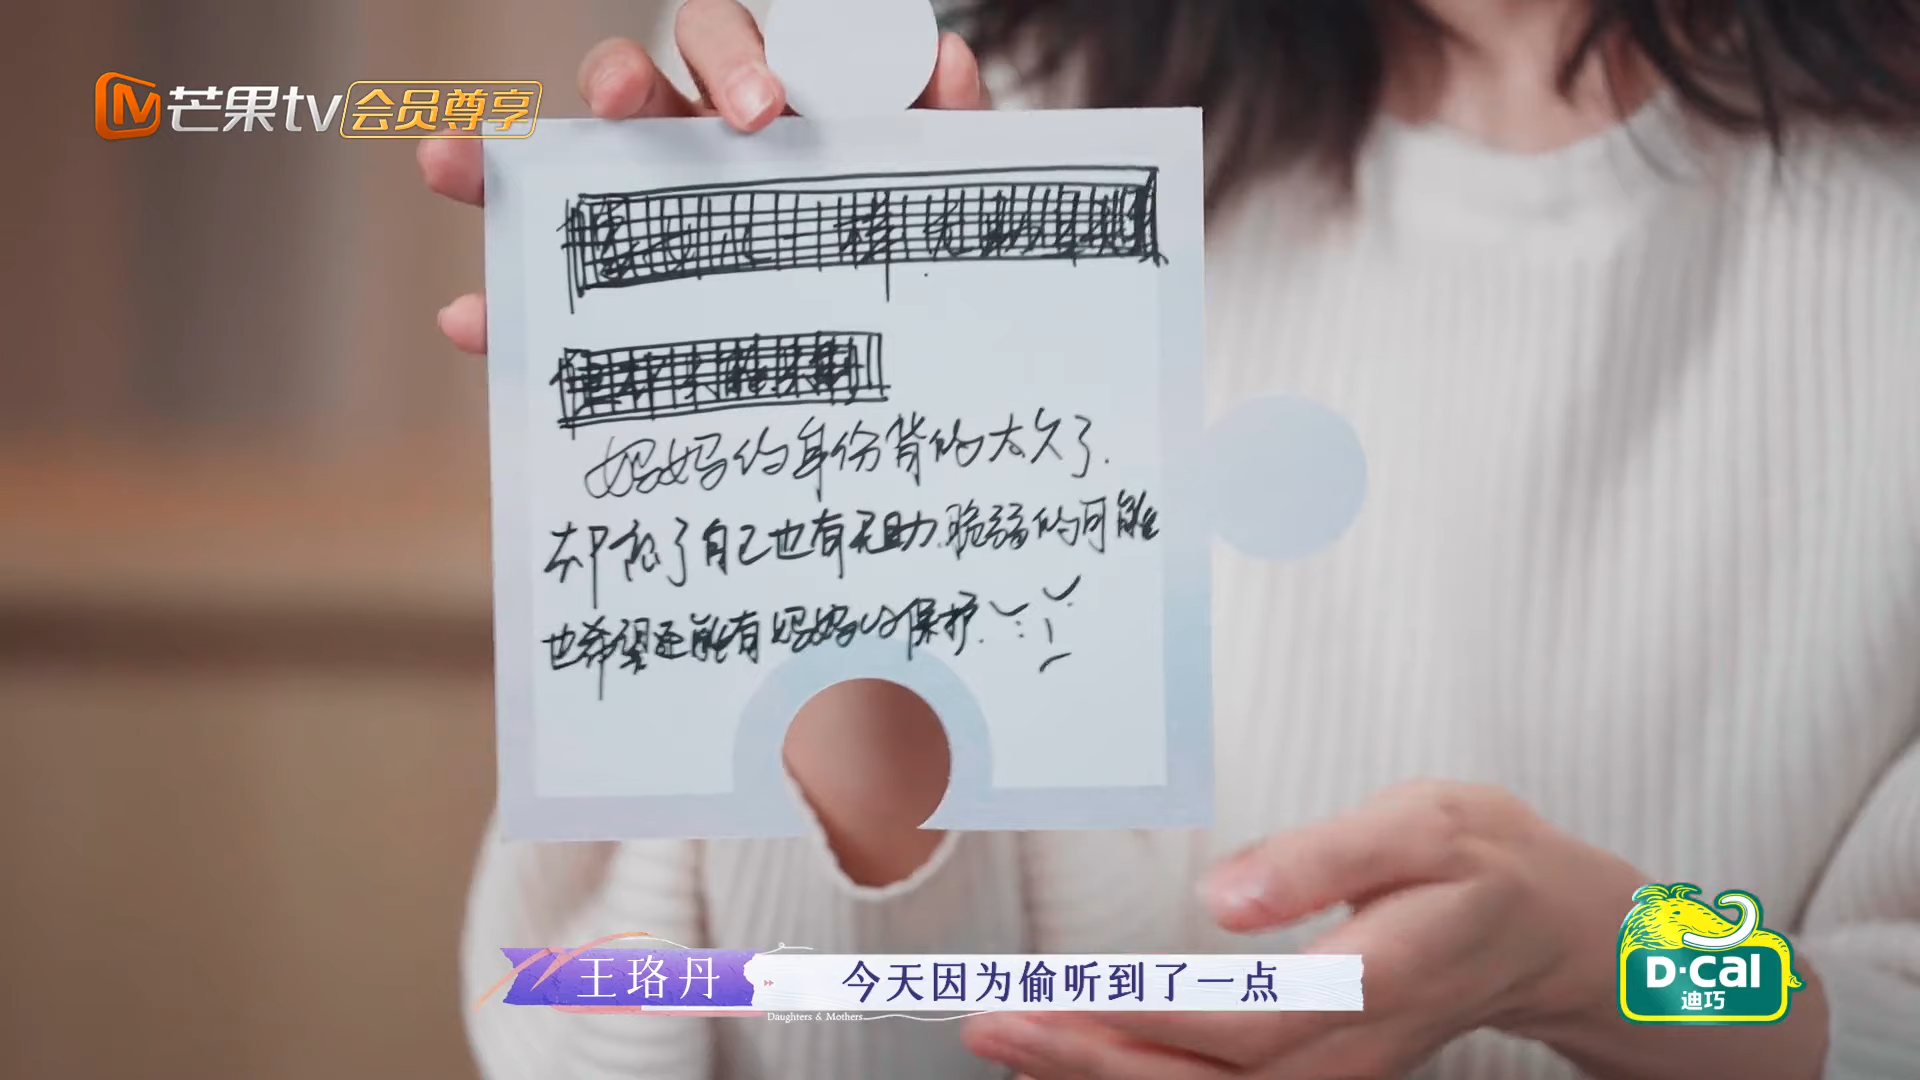 芒果tv会员尊享
妈妈的身份背的太久了.
却忘了自己也有无助.脆弱的可能
也希望还能有妈妈的保护.
王珞丹
今天因为偷听到了一点
Daughters & Mothers
D·Cal
迪巧